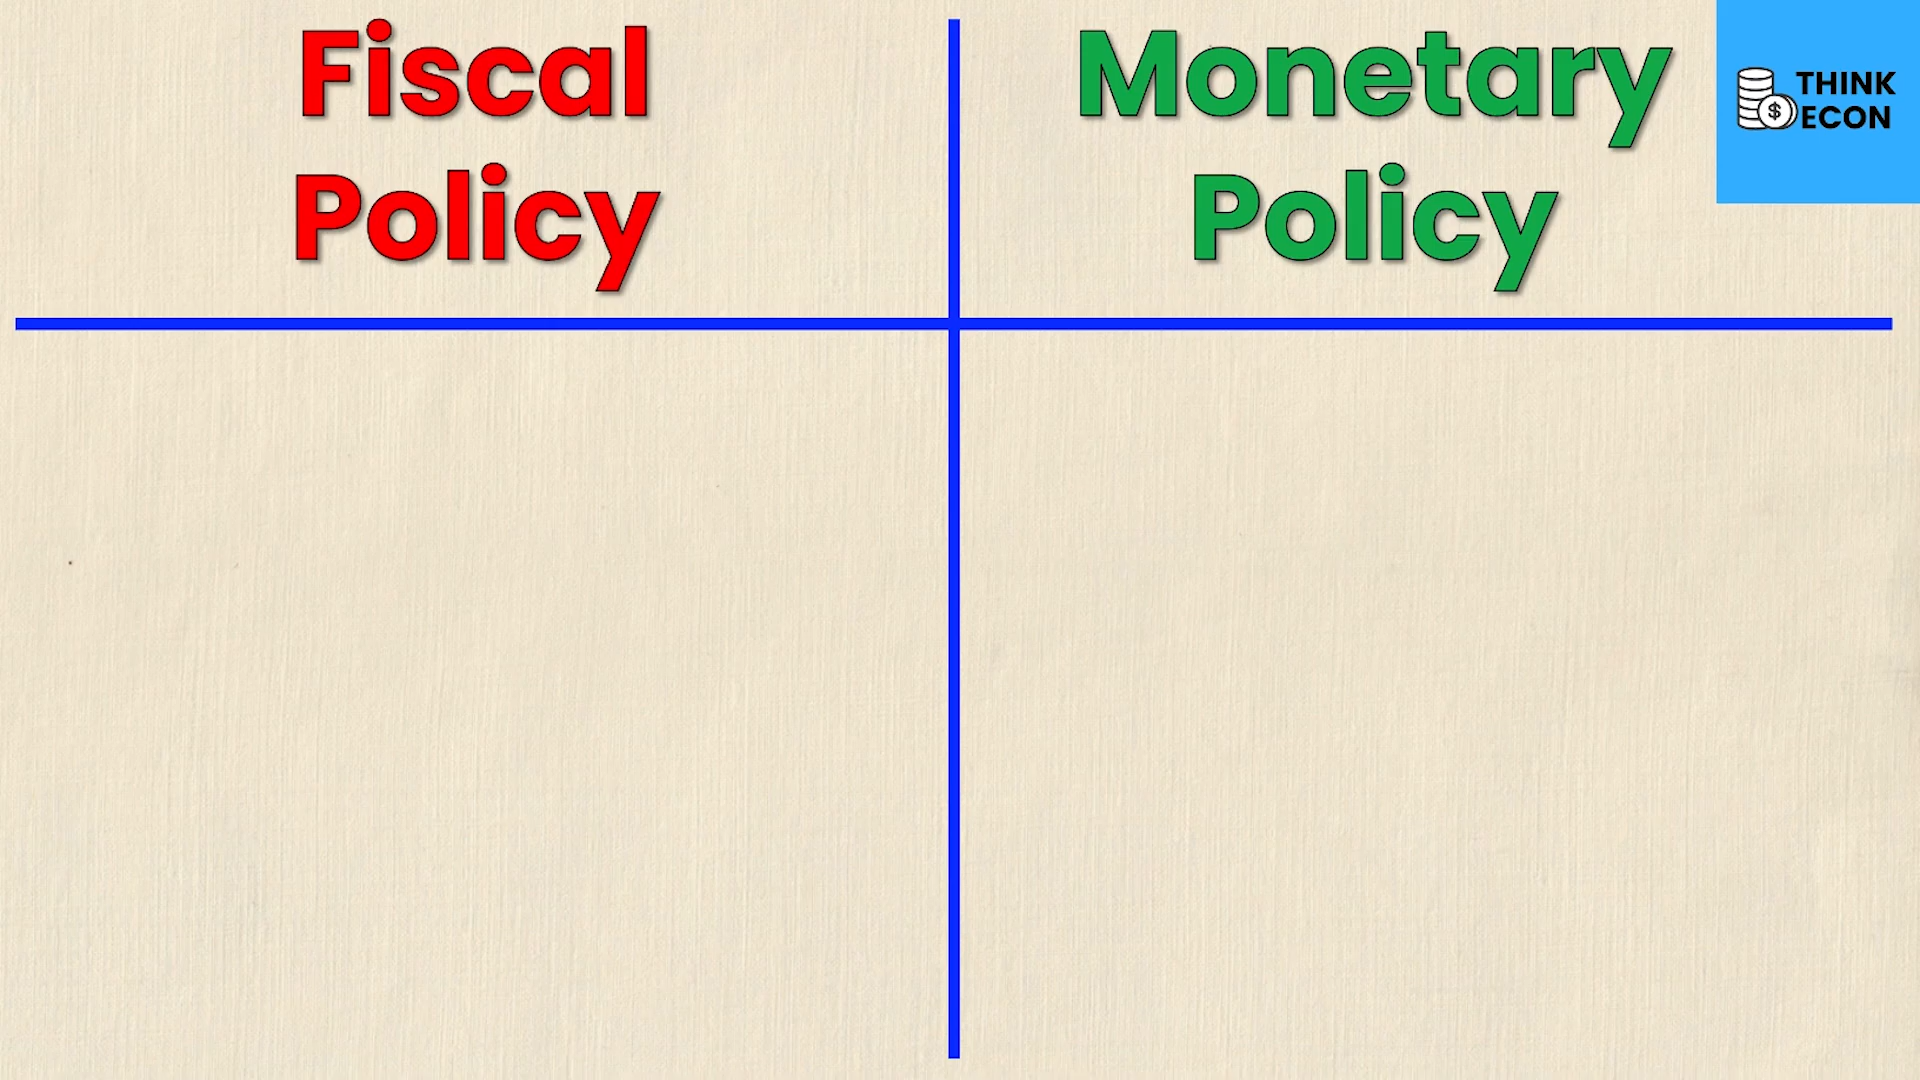 Fiscal
Policy
Monetary
Policy
THINK
ECON
$